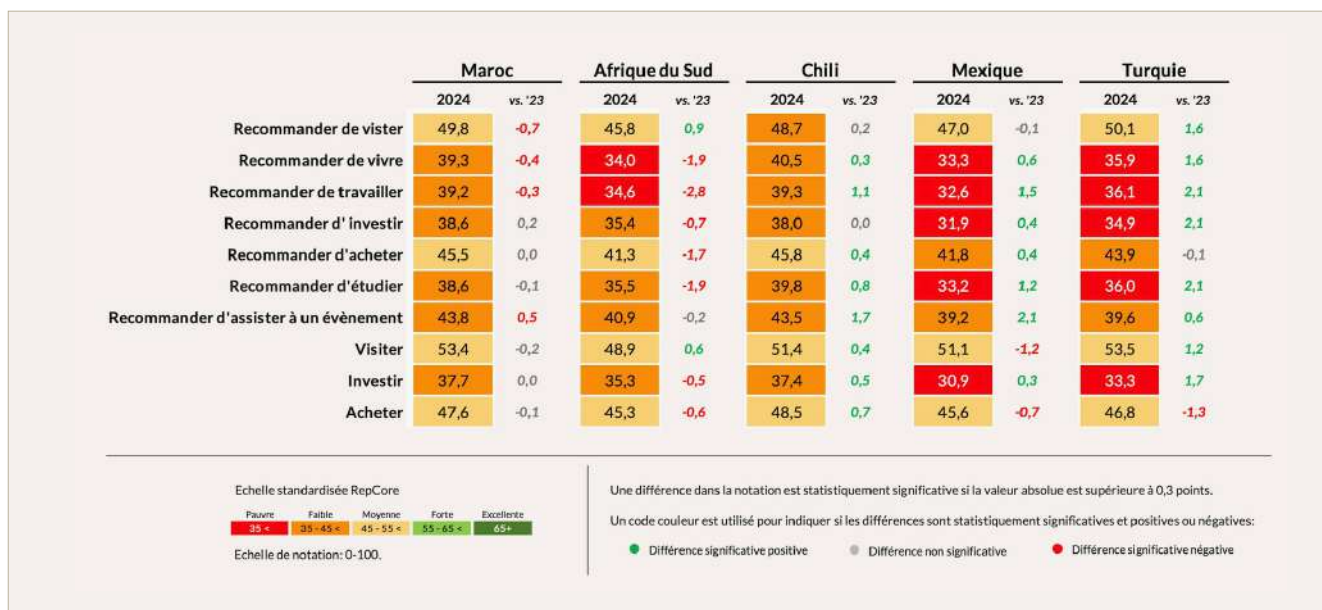 Maroc Afrique du Sud Chili Mexique Turquie
2024 vs. '23 2024 vs. '23 2024 vs. '23 2024 vs. '23 2024 vs. '23
Recommander de vister 49,8 -0,7 45,8 0,9 48,7 0,2 47,0 -0,1 50,1 1,6
Recommander de vivre 39,3 -0,4 34,0 -1,9 40,5 0,3 33,3 0,6 35,9 1,6
Recommander de travailler 39,2 -0,3 34,6 -2,8 39,3 1,1 32,6 1,5 36,1 2,1
Recommander d' investir 38,6 0,2 35,4 -0,7 38,0 0,0 31,9 0,4 34,9 2,1
Recommander d'acheter 45,5 0,0 41,3 -1,7 45,8 0,4 41,8 0,4 43,9 -0,1
Recommander d'étudier 38,6 -0,1 35,5 -1,9 39,8 0,8 33,2 1,2 36,0 2,1
Recommander d'assister à un évènement 43,8 0,5 40,9 -0,2 43,5 1,7 39,2 2,1 39,6 0,6
Visiter 53,4 -0,2 48,9 0,6 51,4 0,4 51,1 -1,2 53,5 1,2
Investir 37,7 0,0 35,3 -0,5 37,4 0,5 30,9 0,3 33,3 1,7
Acheter 47,6 -0,1 45,3 -0,6 48,5 0,7 45,6 -0,7 46,8 -1,3
Echelle standardisée RepCore
Pauvre Faible Moyenne Forte Excellente
35 < 35 - 45 < 45 - 55 < 55 - 65 < 65+
Echelle de notation: 0-100.
Une différence dans la notation est statistiquement significative si la valeur absolue est supérieure à 0,3 points.
Un code couleur est utilisé pour indiquer si les différences sont statistiquement significatives et positives ou négatives:
Différence significative positive Différence non significative Différence significative négative